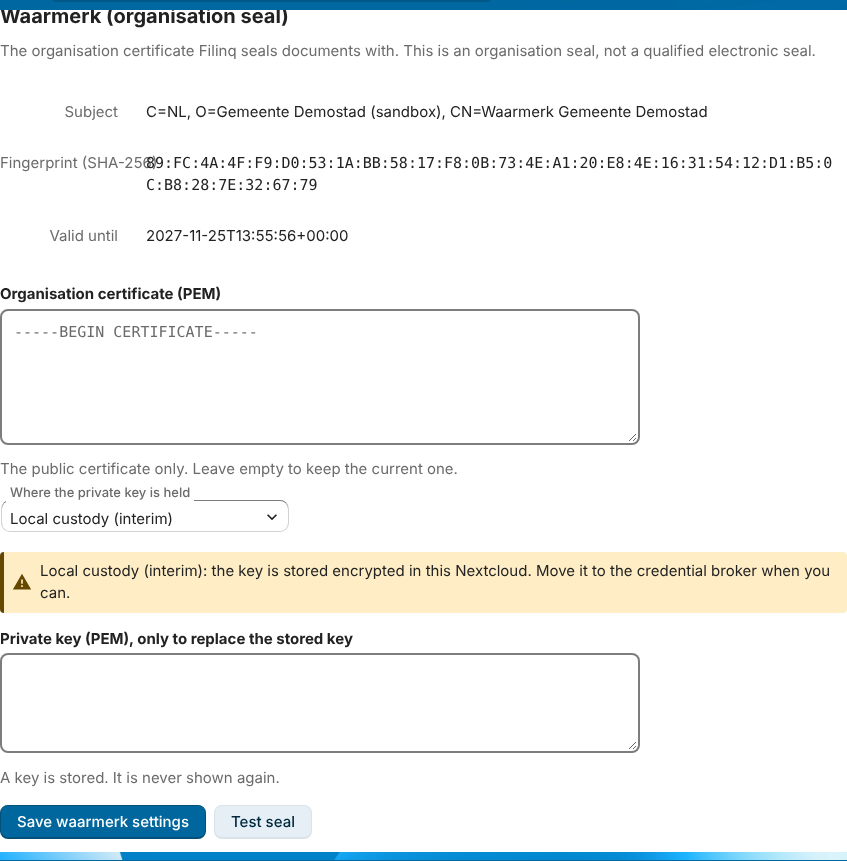 Waarmerk (organisation seal)
The organisation certificate Filinq seals documents with. This is an organisation seal, not a qualified electronic seal.
Subject C=NL, O=Gemeente Demostad (sandbox), CN=Waarmerk Gemeente Demostad
Fingerprint (SHA-256) 89:FC:4A:4F:F9:D0:53:1A:BB:58:17:F8:0B:73:4E:A1:20:E8:4E:16:31:54:12:D1:B5:0
C:B8:28:7E:32:67:79
Valid until 2027-11-25T13:55:56+00:00
Organisation certificate (PEM)
-----BEGIN CERTIFICATE-----
The public certificate only. Leave empty to keep the current one.
Where the private key is held
Local custody (interim)
Local custody (interim): the key is stored encrypted in this Nextcloud. Move it to the credential broker when you
can.
Private key (PEM), only to replace the stored key
A key is stored. It is never shown again.
Save waarmerk settings Test seal